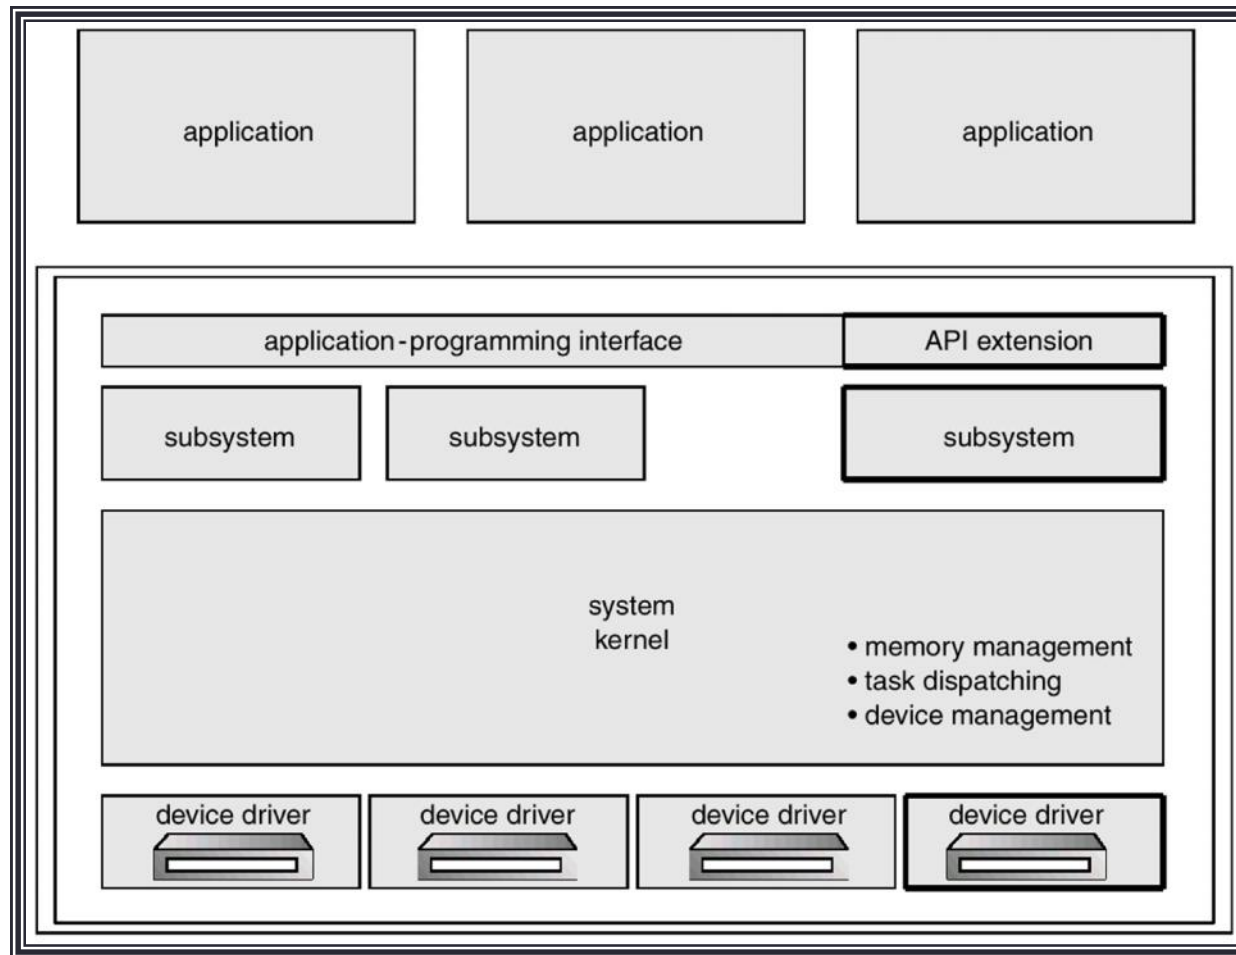 application
application
application
application-programming interface
API extension
subsystem
subsystem
subsystem
system
kernel
• memory management
• task dispatching
• device management
device driver
device driver
device driver
device driver